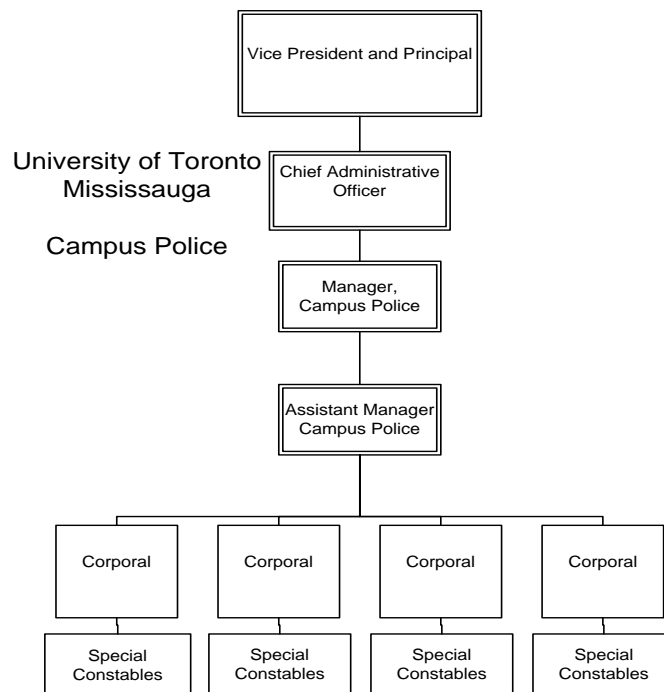 Vice President and Principal
University of Toronto
Mississauga
Campus Police
Chief Administrative
Officer
Manager,
Campus Police
Assistant Manager
Campus Police
Corporal
Corporal
Corporal
Corporal
Special
Constables
Special
Constables
Special
Constables
Special
Constables